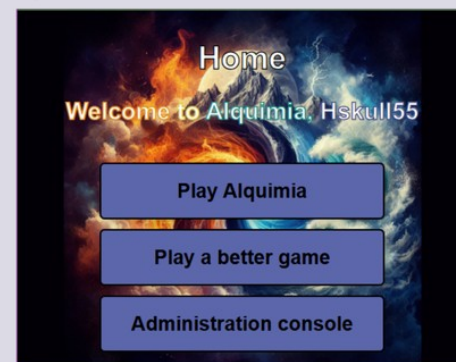 Home
Welcome to Alquimia, Hskull55
Play Alquimia
Play a better game
Administration console